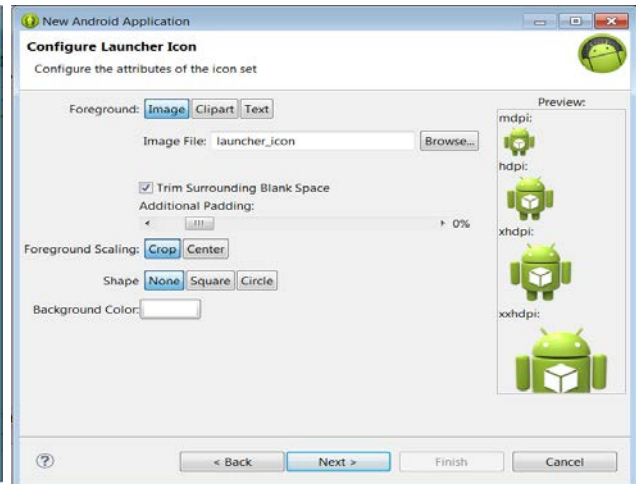 New Android Application
Configure Launcher Icon
Configure the attributes of the icon set
Foreground: Image Clipart Text
Image File: launcher_icon Browse...
Trim Surrounding Blank Space
Additional Padding:
0%
Foreground Scaling: Crop Center
Shape None Square Circle
Background Color:
Preview:
mdpi:
hdpi:
xhdpi:
xxhdpi:
< Back Next > Finish Cancel